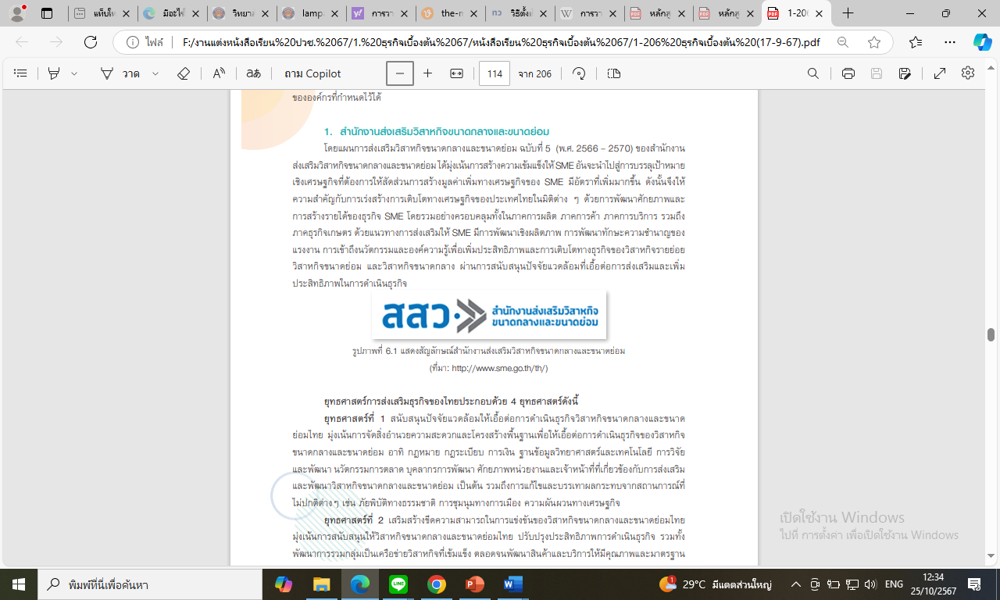 แท็บให
มีอะไร่
วิทยาล
lampa
การวา
the-n
วิธีตั้งเ
การวา
หลักสู
หลักสู
1-20
ไฟล์
F:/งานแต่งหนังสือเรียน%20ปวช.%2067/1.%20ธุรกิจเบื้องต้น%2067/หนังสือเรียน%20ธุรกิจเบื้องต้น%2067/1-206%20ธุรกิจเบื้องต้น%20(17-9-67).pdf
วาด
ถาม Copilot
114
จาก 206
ขององค์กรที่กำหนดไว้ได้
1. สำนักงานส่งเสริมวิสาหกิจขนาดกลางและขนาดย่อม
โดยแผนการส่งเสริมวิสาหกิจขนาดกลางและขนาดย่อม ฉบับที่ 5 (พ.ศ. 2566 – 2570) ของสำนักงาน
ส่งเสริมวิสาหกิจขนาดกลางและขนาดย่อม ได้มุ่งเน้นการสร้างความเข้มแข็งให้ SME อันจะนำไปสู่การบรรลุเป้าหมาย
เชิงเศรษฐกิจที่ต้องการให้สัดส่วนการสร้างมูลค่าเพิ่มทางเศรษฐกิจของ SME มีอัตราที่เพิ่มมากขึ้น ดังนั้นจึงให้
ความสำคัญกับการเร่งสร้างการเติบโตทางเศรษฐกิจของประเทศไทยในมิติต่าง ๆ ด้วยการพัฒนาศักยภาพและ
การสร้างรายได้ของธุรกิจ SME โดยรวมอย่างครอบคลุมทั้งในภาคการผลิต ภาคการค้า ภาคการบริการ รวมถึง
ภาคธุรกิจเกษตร ด้วยแนวทางการส่งเสริมให้ SME มีการพัฒนาเชิงผลิตภาพ การพัฒนาทักษะความชำนาญของ
แรงงาน การเข้าถึงนวัตกรรมและองค์ความรู้เพื่อเพิ่มประสิทธิภาพและการเติบโตทางธุรกิจของวิสาหกิจรายย่อย
วิสาหกิจขนาดย่อม และวิสาหกิจขนาดกลาง ผ่านการสนับสนุนปัจจัยแวดล้อมที่เอื้อต่อการส่งเสริมและเพิ่ม
ประสิทธิภาพในการดำเนินธุรกิจ
สสว
สำนักงานส่งเสริมวิสาหกิจ
ขนาดกลางและขนาดย่อม
รูปภาพที่ 6.1 แสดงสัญลักษณ์สำนักงานส่งเสริมวิสาหกิจขนาดกลางและขนาดย่อม
(ที่มา: http://www.sme.go.th/th/)
ยุทธศาสตร์การส่งเสริมธุรกิจของไทยประกอบด้วย 4 ยุทธศาสตร์ดังนี้
ยุทธศาสตร์ที่ 1 สนับสนุนปัจจัยแวดล้อมให้เอื้อต่อการดำเนินธุรกิจวิสาหกิจขนาดกลางและขนาด
ย่อมไทย มุ่งเน้นการจัดสิ่งอำนวยความสะดวกและโครงสร้างพื้นฐานเพื่อให้เอื้อต่อการดำเนินธุรกิจของวิสาหกิจ
ขนาดกลางและขนาดย่อม อาทิ กฎหมาย กฎระเบียบ การเงิน ฐานข้อมูลวิทยาศาสตร์และเทคโนโลยี การวิจัย
และพัฒนา นวัตกรรมการตลาด บุคลากรการพัฒนา ศักยภาพหน่วยงานและเจ้าหน้าที่ที่เกี่ยวข้องกับการส่งเสริม
และพัฒนาวิสาหกิจขนาดกลางและขนาดย่อม เป็นต้น รวมถึงการแก้ไขและบรรเทาผลกระทบจากสถานการณ์ที่
ไม่ปกติต่าง ๆ เช่น ภัยพิบัติทางธรรมชาติ การชุมนุมทางการเมือง ความผันผวนทางเศรษฐกิจ
ยุทธศาสตร์ที่ 2 เสริมสร้างขีดความสามารถในการแข่งขันของวิสาหกิจขนาดกลางและขนาดย่อมไทย
มุ่งเน้นการสนับสนุนให้วิสาหกิจขนาดกลางและขนาดย่อมไทย ปรับปรุงประสิทธิภาพการดำเนินธุรกิจ รวมทั้ง
พัฒนาการรวมกลุ่มเป็นเครือข่ายวิสาหกิจที่เข้มแข็ง ตลอดจนพัฒนาสินค้าและบริการให้มีคุณภาพและมาตรฐาน
เปิดใช้งาน Windows
ไปที่ การตั้งค่า เพื่อเปิดใช้งาน Windows
พิมพ์ที่นี่เพื่อค้นหา
29°C มีแดดส่วนใหญ่
ENG
12:34
25/10/2567